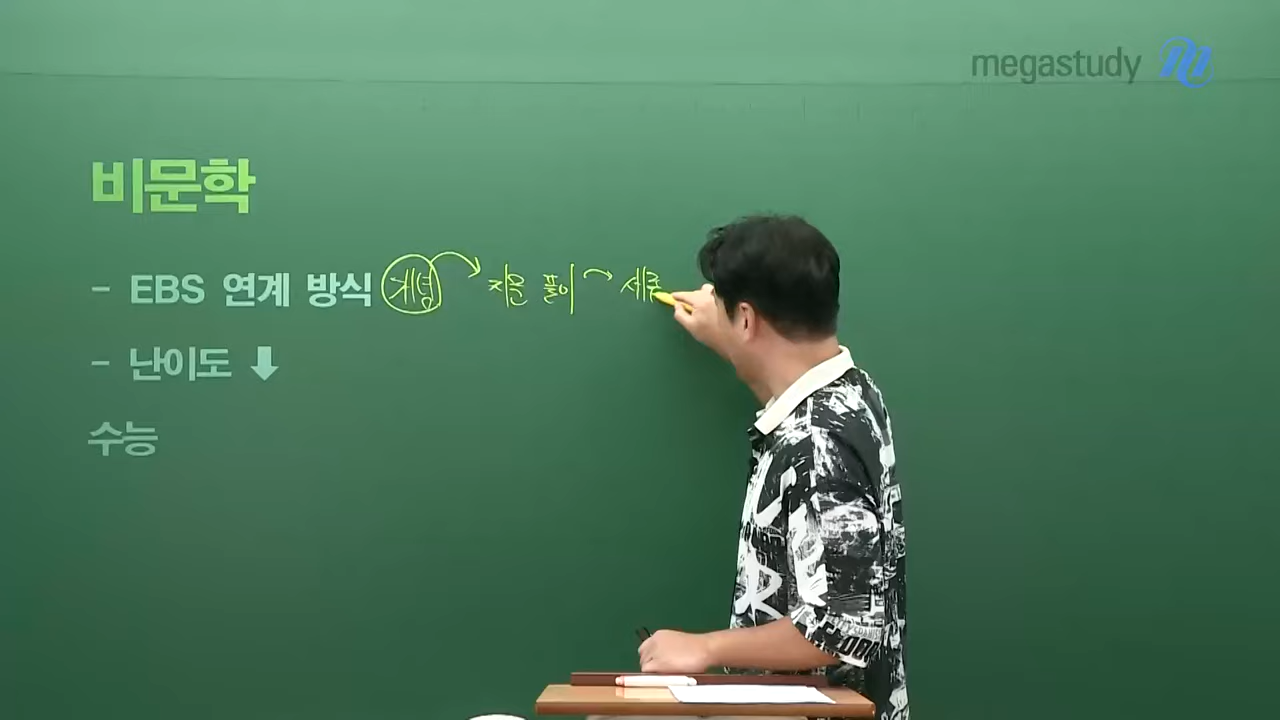 megastudy
비문학
- EBS 연계 방식 개념 → 지문 풀이 → 세
- 난이도 ⬇
수능